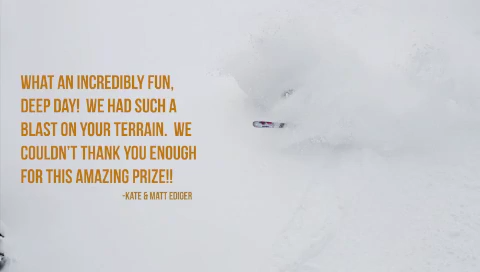 WHAT AN INCREDIBLY FUN,
DEEP DAY! WE HAD SUCH A
BLAST ON YOUR TERRAIN. WE
COULDN'T THANK YOU ENOUGH
FOR THIS AMAZING PRIZE!!
-KATE & MATT EDIGER